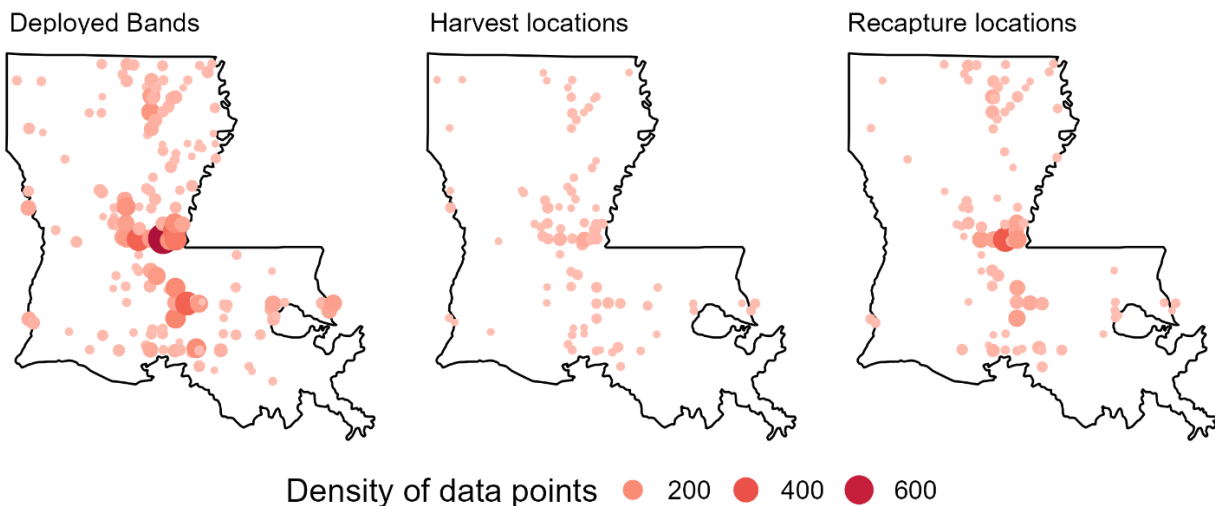 Deployed Bands
Harvest locations
Recapture locations
Density of data points 200 400 600